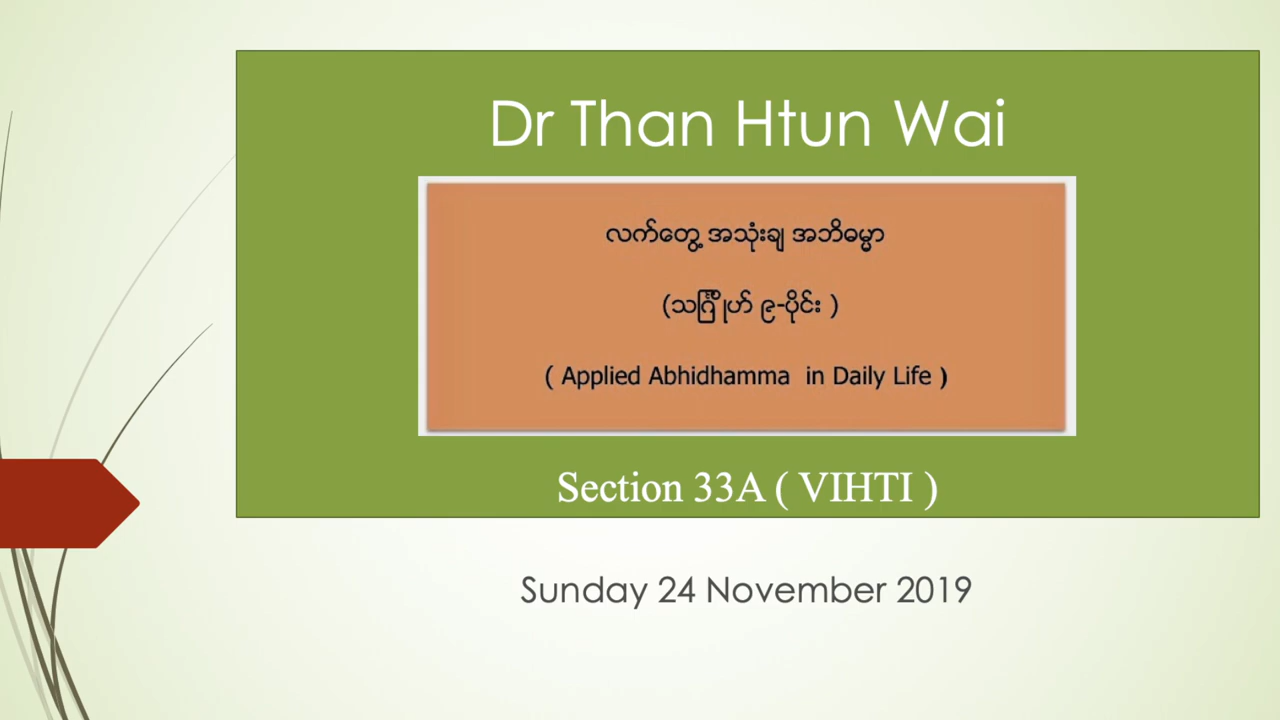 Dr Than Htun Wai
လက်တွေ့ အသုံးချ အဘိဓမ္မာ
(သင်္ဂြိုဟ် ၉-ပိုင်း )
( Applied Abhidhamma in Daily Life )
Section 33A ( VIHTI )
Sunday 24 November 2019